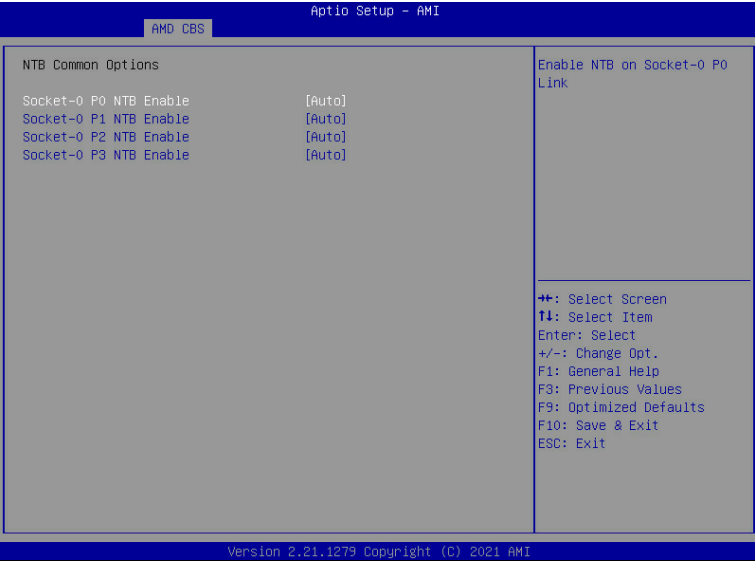 Aptio Setup – AMI
AMD CBS
NTB Common Options
Socket-0 P0 NTB Enable [Auto]
Socket-0 P1 NTB Enable [Auto]
Socket-0 P2 NTB Enable [Auto]
Socket-0 P3 NTB Enable [Auto]
Enable NTB on Socket-0 P0
Link
→←: Select Screen
↑↓: Select Item
Enter: Select
+/-: Change Opt.
F1: General Help
F3: Previous Values
F9: Optimized Defaults
F10: Save & Exit
ESC: Exit
Version 2.21.1279 Copyright (C) 2021 AMI